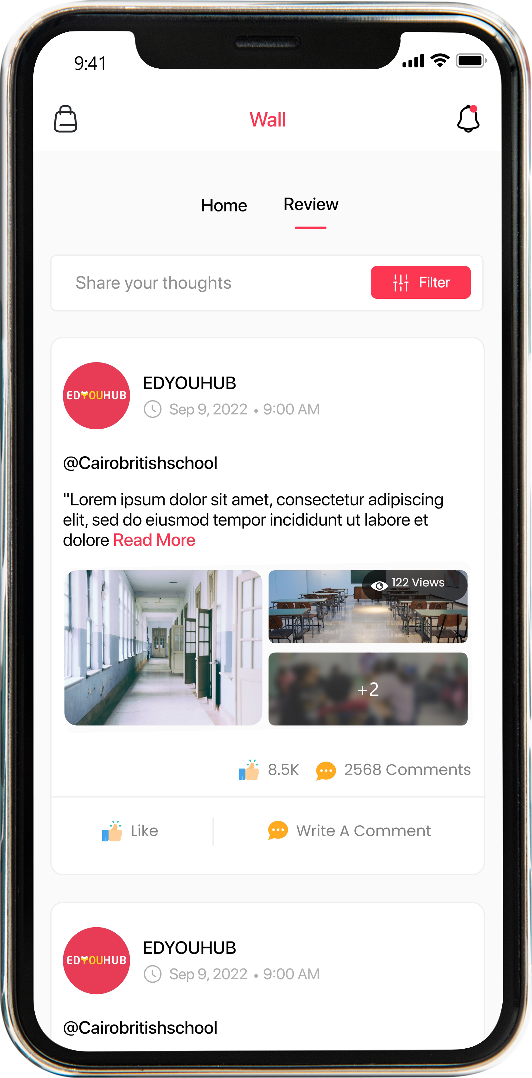 9:41
Wall
Home Review
Share your thoughts Filter
EDYOUHUB
EDYOUHUB
Sep 9, 2022 • 9:00 AM
@Cairobritishschool
"Lorem ipsum dolor sit amet, consectetur adipiscing
elit, sed do eiusmod tempor incididunt ut labore et
dolore Read More
122 Views
+2
8.5K 2568 Comments
Like Write A Comment
EDYOUHUB
EDYOUHUB
Sep 9, 2022 • 9:00 AM
@Cairobritishschool